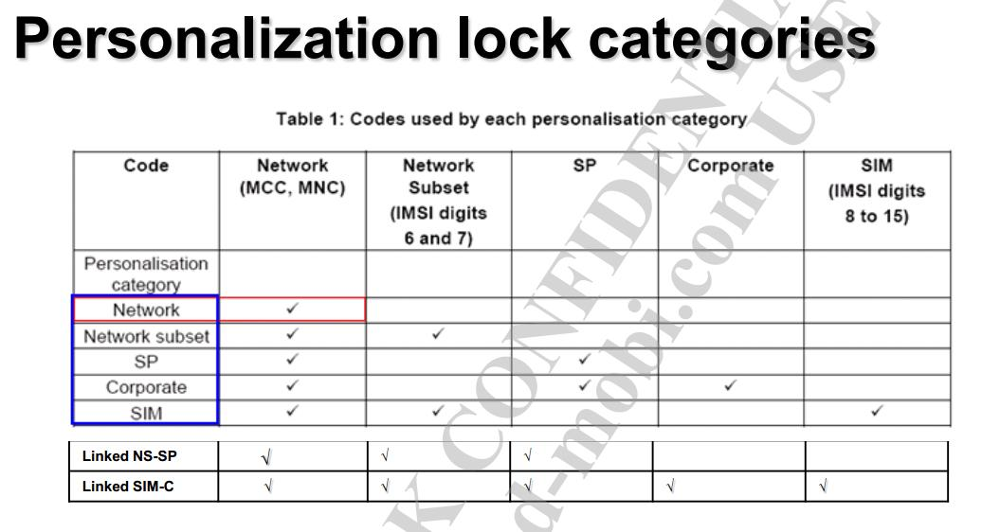 Personalization lock categories
Table 1: Codes used by each personalisation category
Code Network SP Corporate SIM
(MCC, MNC) Network Subset (IMSI digits 6 and 7) (IMSI digits 8 to 15)
Personalisation category
Network ✓
Network subset ✓ ✓
SP ✓ ✓
Corporate ✓ ✓ ✓
SIM ✓ ✓ ✓
Linked NS-SP √ √ √
Linked SIM-C √ √ √ √ √
K CONFIDENTIA
d-mobi.com USE